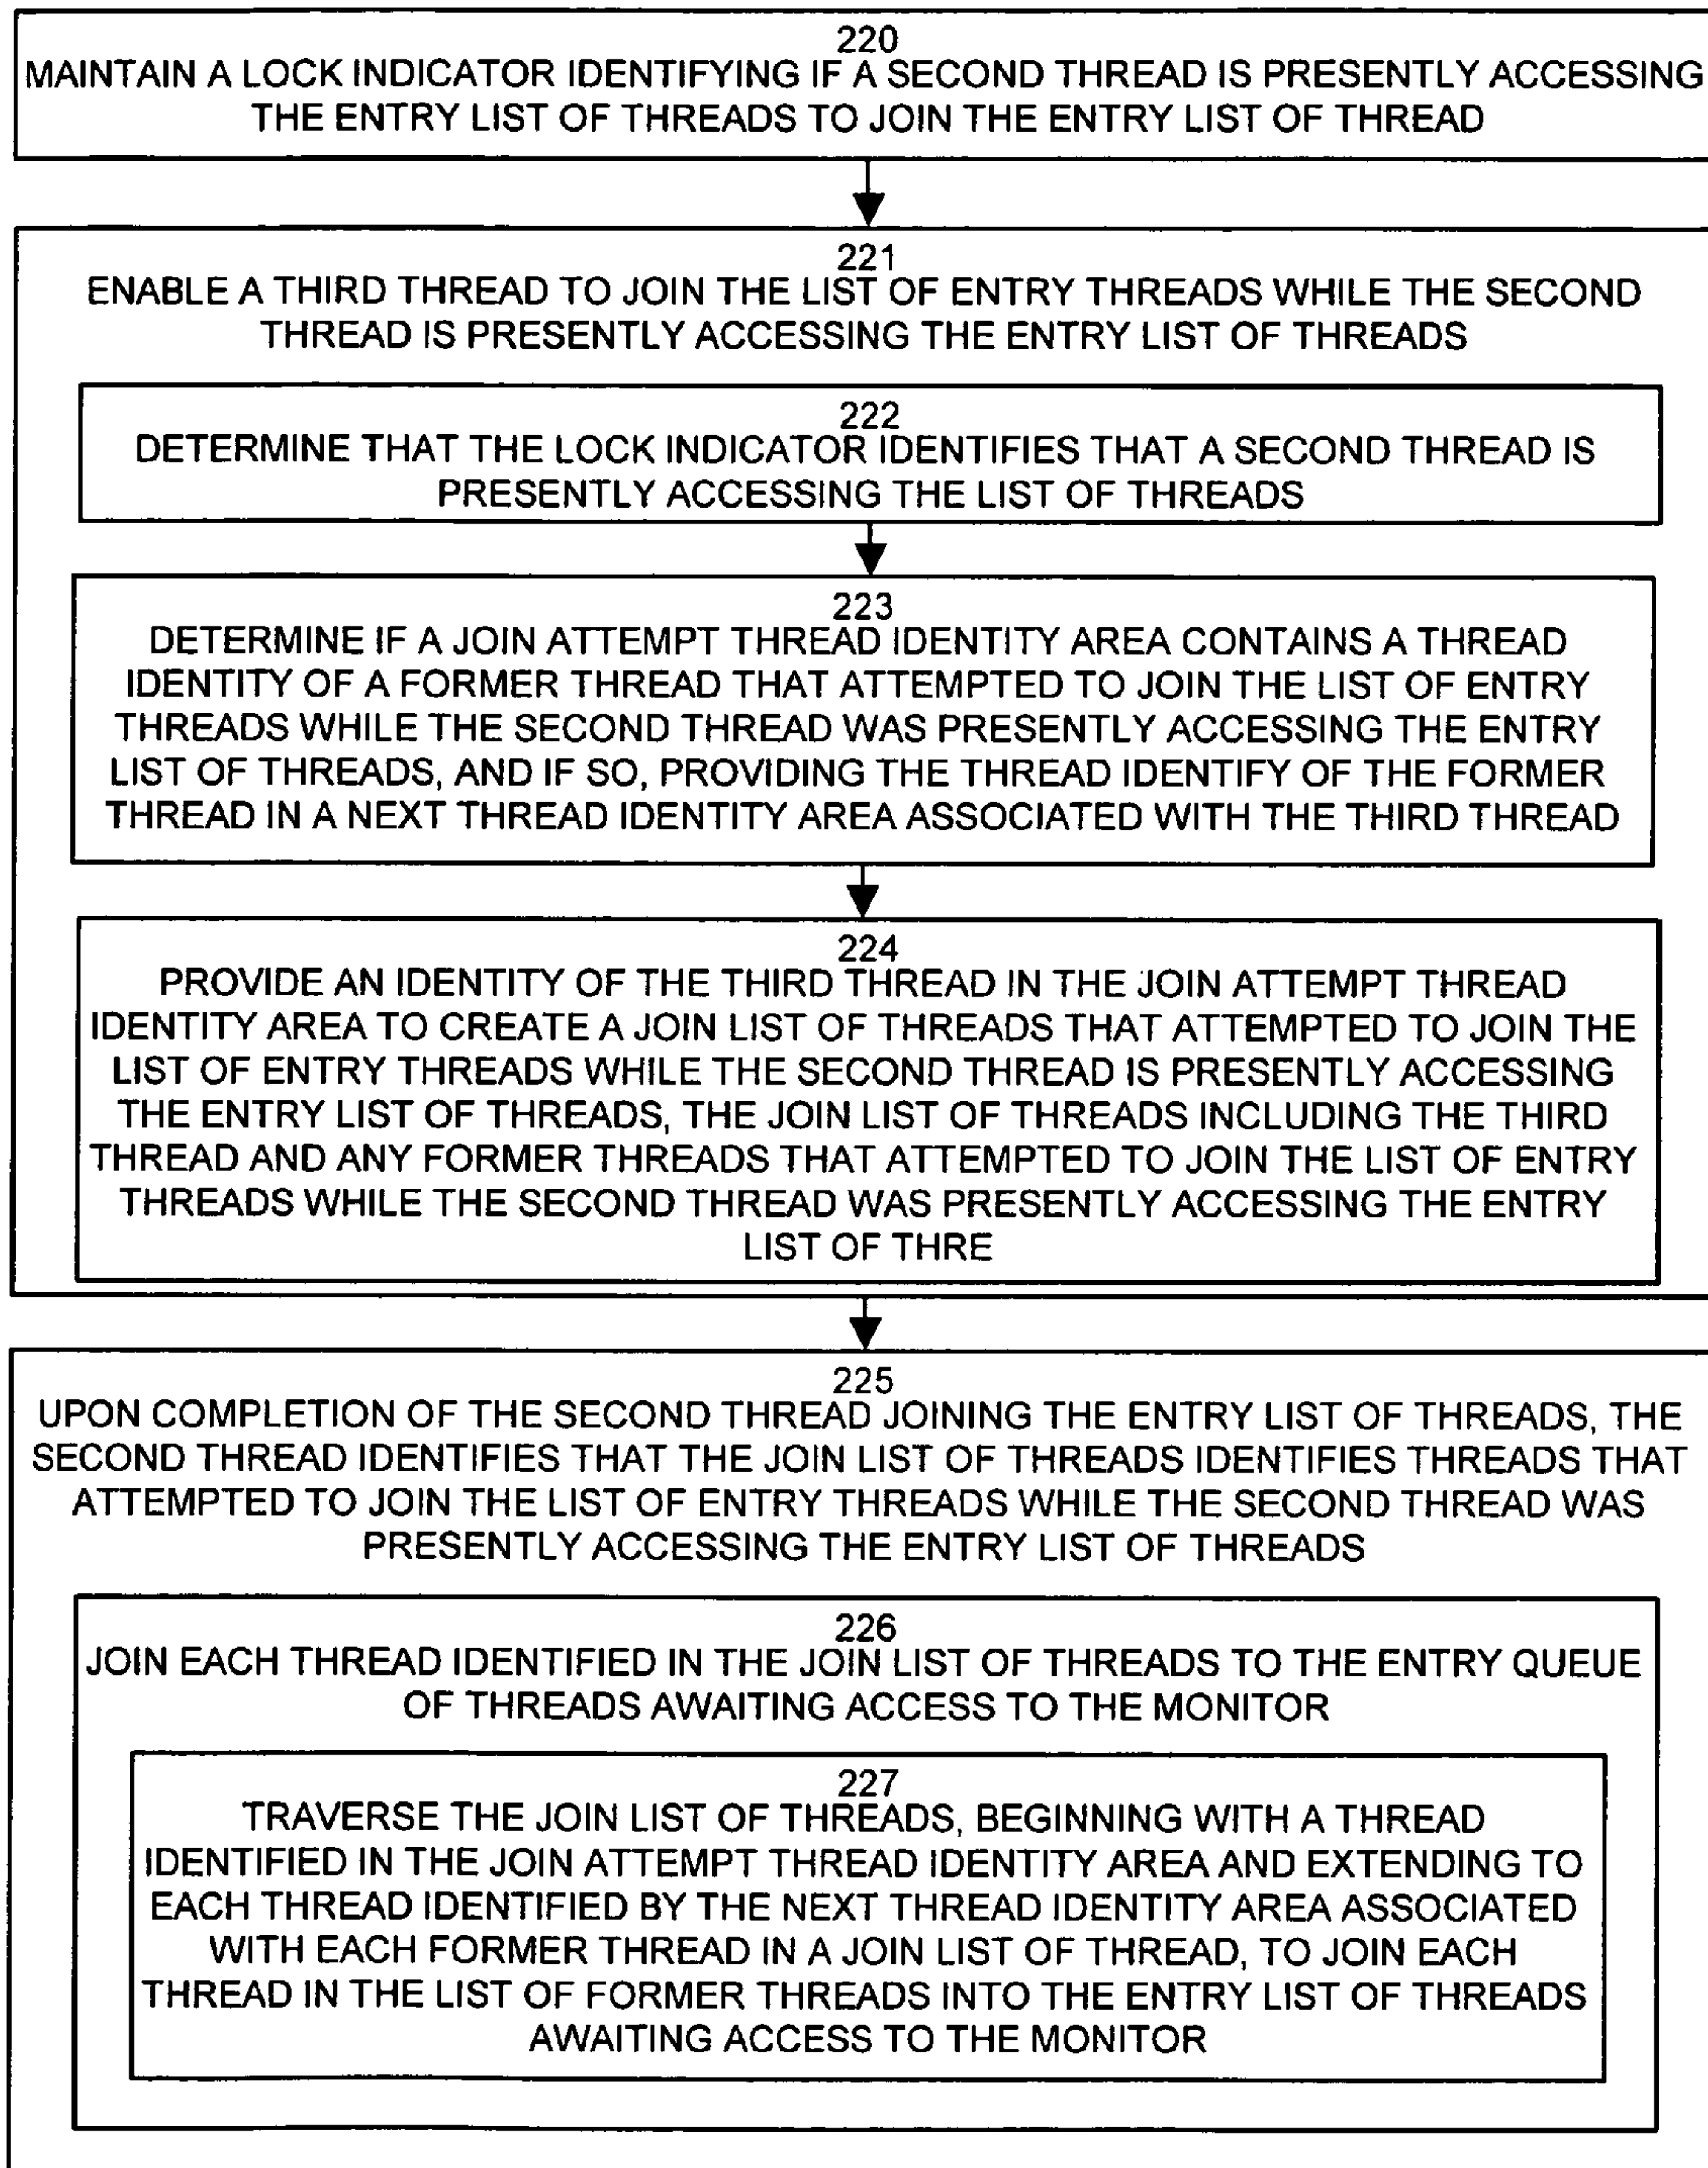 220
MAINTAIN A LOCK INDICATOR IDENTIFYING IF A SECOND THREAD IS PRESENTLY ACCESSING
THE ENTRY LIST OF THREADS TO JOIN THE ENTRY LIST OF THREAD
221
ENABLE A THIRD THREAD TO JOIN THE LIST OF ENTRY THREADS WHILE THE SECOND
THREAD IS PRESENTLY ACCESSING THE ENTRY LIST OF THREADS
222
DETERMINE THAT THE LOCK INDICATOR IDENTIFIES THAT A SECOND THREAD IS
PRESENTLY ACCESSING THE LIST OF THREADS
223
DETERMINE IF A JOIN ATTEMPT THREAD IDENTITY AREA CONTAINS A THREAD
IDENTITY OF A FORMER THREAD THAT ATTEMPTED TO JOIN THE LIST OF ENTRY
THREADS WHILE THE SECOND THREAD WAS PRESENTLY ACCESSING THE ENTRY
LIST OF THREADS, AND IF SO, PROVIDING THE THREAD IDENTIFY OF THE FORMER
THREAD IN A NEXT THREAD IDENTITY AREA ASSOCIATED WITH THE THIRD THREAD
224
PROVIDE AN IDENTITY OF THE THIRD THREAD IN THE JOIN ATTEMPT THREAD
IDENTITY AREA TO CREATE A JOIN LIST OF THREADS THAT ATTEMPTED TO JOIN THE
LIST OF ENTRY THREADS WHILE THE SECOND THREAD IS PRESENTLY ACCESSING
THE ENTRY LIST OF THREADS, THE JOIN LIST OF THREADS INCLUDING THE THIRD
THREAD AND ANY FORMER THREADS THAT ATTEMPTED TO JOIN THE LIST OF ENTRY
THREADS WHILE THE SECOND THREAD WAS PRESENTLY ACCESSING THE ENTRY
LIST OF THRE
225
UPON COMPLETION OF THE SECOND THREAD JOINING THE ENTRY LIST OF THREADS, THE
SECOND THREAD IDENTIFIES THAT THE JOIN LIST OF THREADS IDENTIFIES THREADS THAT
ATTEMPTED TO JOIN THE LIST OF ENTRY THREADS WHILE THE SECOND THREAD WAS
PRESENTLY ACCESSING THE ENTRY LIST OF THREADS
226
JOIN EACH THREAD IDENTIFIED IN THE JOIN LIST OF THREADS TO THE ENTRY QUEUE
OF THREADS AWAITING ACCESS TO THE MONITOR
227
TRAVERSE THE JOIN LIST OF THREADS, BEGINNING WITH A THREAD
IDENTIFIED IN THE JOIN ATTEMPT THREAD IDENTITY AREA AND EXTENDING TO
EACH THREAD IDENTIFIED BY THE NEXT THREAD IDENTITY AREA ASSOCIATED
WITH EACH FORMER THREAD IN A JOIN LIST OF THREAD, TO JOIN EACH
THREAD IN THE LIST OF FORMER THREADS INTO THE ENTRY LIST OF THREADS
AWAITING ACCESS TO THE MONITOR